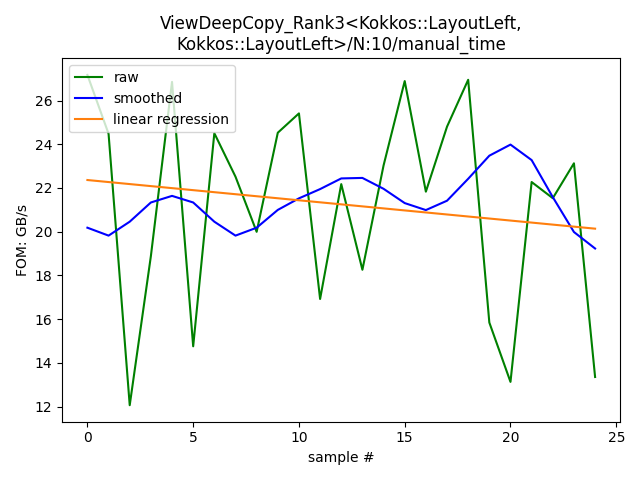 ViewDeepCopy_Rank3<Kokkos::LayoutLeft,
Kokkos::LayoutLeft>/N:10/manual_time
raw
smoothed
linear regression
FOM: GB/s
26
24
22
20
18
16
14
12
0
5
10
15
20
25
sample #